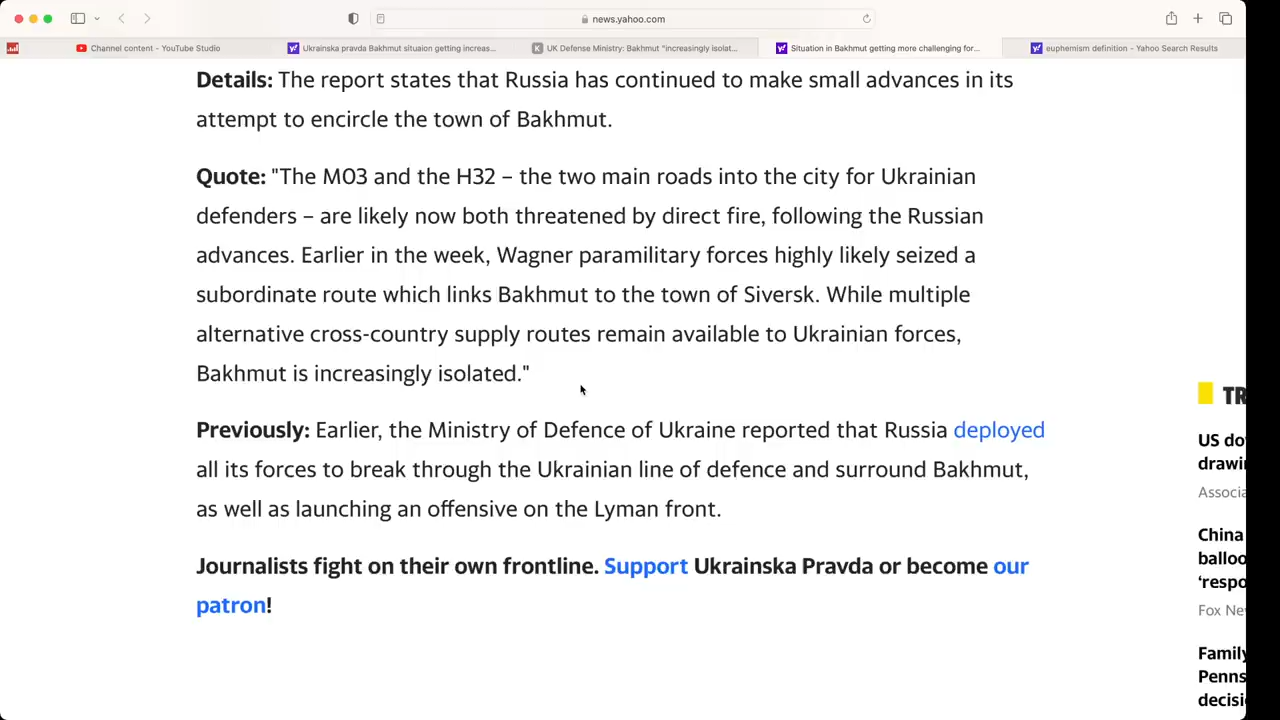 news.yahoo.com
Channel content - YouTube Studio
Ukrainska pravda Bakhmut situaion getting increas...
UK Defense Ministry: Bakhmut "increasingly isolat...
Situation in Bakhmut getting more challenging for...
euphemism definition - Yahoo Search Results
Details: The report states that Russia has continued to make small advances in its
attempt to encircle the town of Bakhmut.
Quote: "The M03 and the H32 – the two main roads into the city for Ukrainian
defenders – are likely now both threatened by direct fire, following the Russian
advances. Earlier in the week, Wagner paramilitary forces highly likely seized a
subordinate route which links Bakhmut to the town of Siversk. While multiple
alternative cross-country supply routes remain available to Ukrainian forces,
Bakhmut is increasingly isolated."
Previously: Earlier, the Ministry of Defence of Ukraine reported that Russia deployed
all its forces to break through the Ukrainian line of defence and surround Bakhmut,
as well as launching an offensive on the Lyman front.
Journalists fight on their own frontline. Support Ukrainska Pravda or become our
patron!
TR
US do
drawi
Associa
China
balloo
‘respo
Fox Ne
Family
Penns
decisi